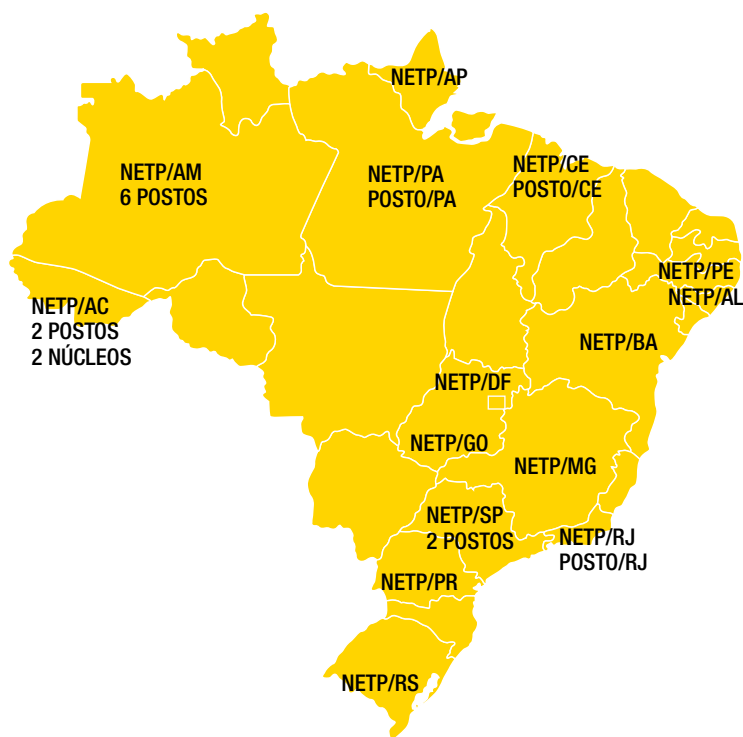 NETP/AP
NETP/AM
6 POSTOS
NETP/PA
POSTO/PA
NETP/CE
POSTO/CE
NETP/PE
NETP/AL
NETP/AC
2 POSTOS
2 NÚCLEOS
NETP/BA
NETP/DF
NETP/GO
NETP/MG
NETP/SP
2 POSTOS
NETP/RJ
POSTO/RJ
NETP/PR
NETP/RS